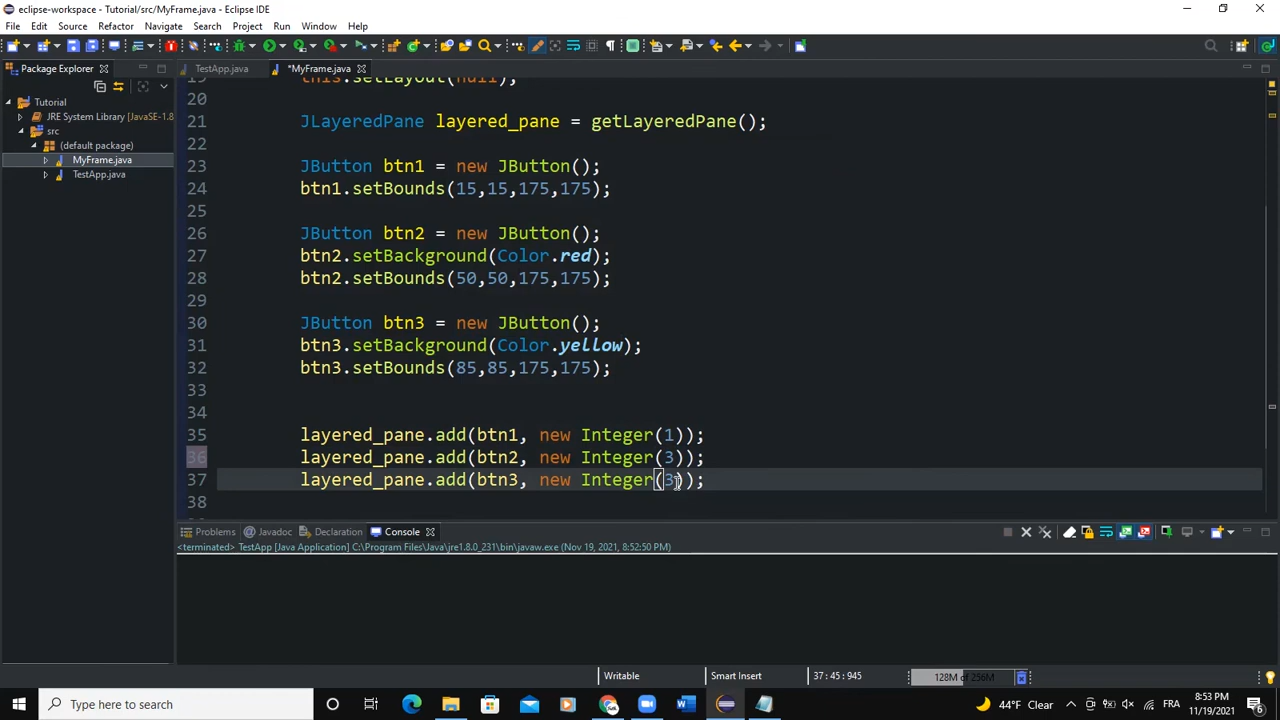 eclipse-workspace - Tutorial/src/MyFrame.java - Eclipse IDE
File Edit Source Refactor Navigate Search Project Run Window Help
Package Explorer
TestApp.java
*MyFrame.java
Tutorial
JRE System Library [JavaSE-1.8
src
(default package)
MyFrame.java
TestApp.java
19 this.setLayout(null);
20
21 JLayeredPane layered_pane = getLayeredPane();
22
23 JButton btn1 = new JButton();
24 btn1.setBounds(15,15,175,175);
25
26 JButton btn2 = new JButton();
27 btn2.setBackground(Color.red);
28 btn2.setBounds(50,50,175,175);
29
30 JButton btn3 = new JButton();
31 btn3.setBackground(Color.yellow);
32 btn3.setBounds(85,85,175,175);
33
34
35 layered_pane.add(btn1, new Integer(1));
36 layered_pane.add(btn2, new Integer(3));
37 layered_pane.add(btn3, new Integer(3));
38
Problems Javadoc Declaration Console
<terminated> TestApp [Java Application] C:\Program Files\Java\jre1.8.0_231\bin\javaw.exe (Nov 19, 2021, 8:52:50 PM)
Writable Smart Insert 37 : 45 : 945 128M of 256M
Type here to search
44°F Clear
FRA
8:53 PM
11/19/2021
6